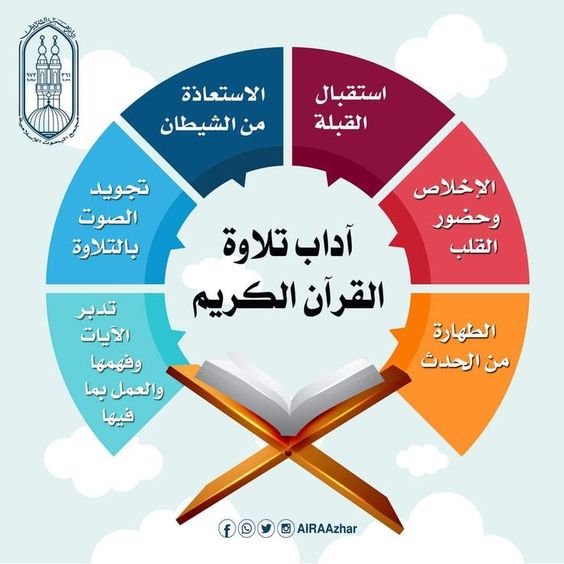 آداب تلاوة
القرآن الكريم
الطهارة
من الحدث
الإخلاص
وحضور
القلب
استقبال
القبلة
الاستعاذة
من الشيطان
تجويد
الصوت
بالتلاوة
تدبر
الآيات
وفهمها
والعمل بما
فيها
AIRAAzhar